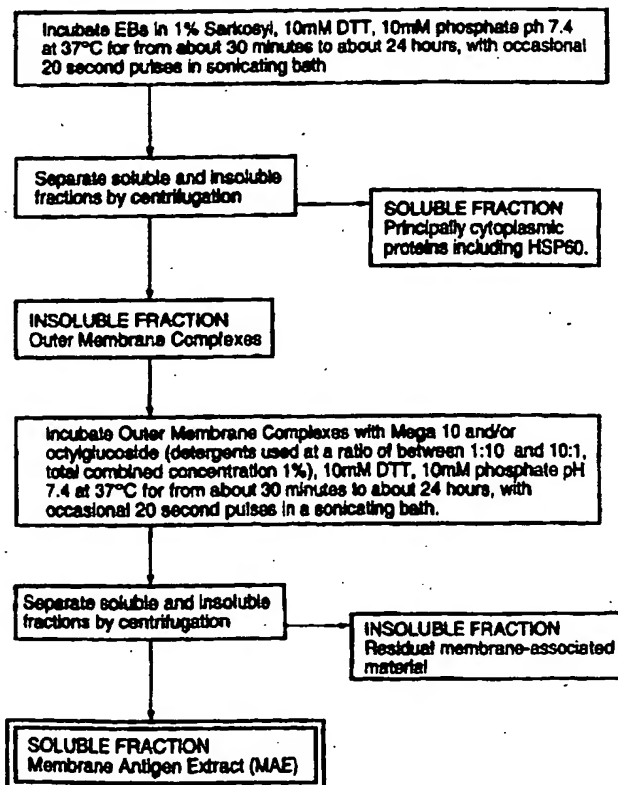 Incubate EBs in 1% Sarkosyl, 10mM DTT, 10mM phosphate ph 7.4
at 37°C for from about 30 minutes to about 24 hours, with occasional
20 second pulses in sonicating bath
Separate soluble and insoluble
fractions by centrifugation
SOLUBLE FRACTION
Principally cytoplasmic
proteins including HSP60.
INSOLUBLE FRACTION
Outer Membrane Complexes
Incubate Outer Membrane Complexes with Mega 10 and/or
octylglucoside (detergents used at a ratio of between 1:10 and 10:1,
total combined concentration 1%), 10mM DTT, 10mM phosphate pH
7.4 at 37°C for from about 30 minutes to about 24 hours, with
occasional 20 second pulses in a sonicating bath.
Separate soluble and insoluble
fractions by centrifugation
INSOLUBLE FRACTION
Residual membrane-associated
material
SOLUBLE FRACTION
Membrane Antigen Extract (MAE)